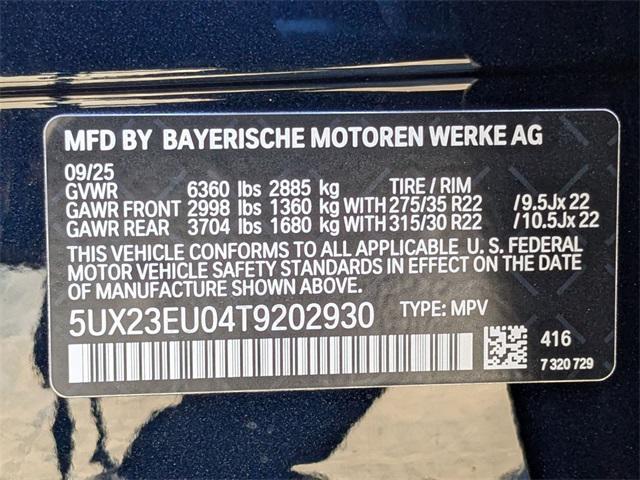 MFD BY BAYERISCHE MOTOREN WERKE AG
09/25
GVWR 6360 lbs 2885 kg TIRE / RIM
GAWR FRONT 2998 lbs 1360 kg WITH 275/35 R22 /9.5Jx 22
GAWR REAR 3704 lbs 1680 kg WITH 315/30 R22 /10.5Jx 22
THIS VEHICLE CONFORMS TO ALL APPLICABLE U. S. FEDERAL
MOTOR VEHICLE SAFETY STANDARDS IN EFFECT ON THE DATE
OF MANUFACTURE SHOWN ABOVE.
5UX23EU04T9202930 TYPE: MPV
416
7 320 729